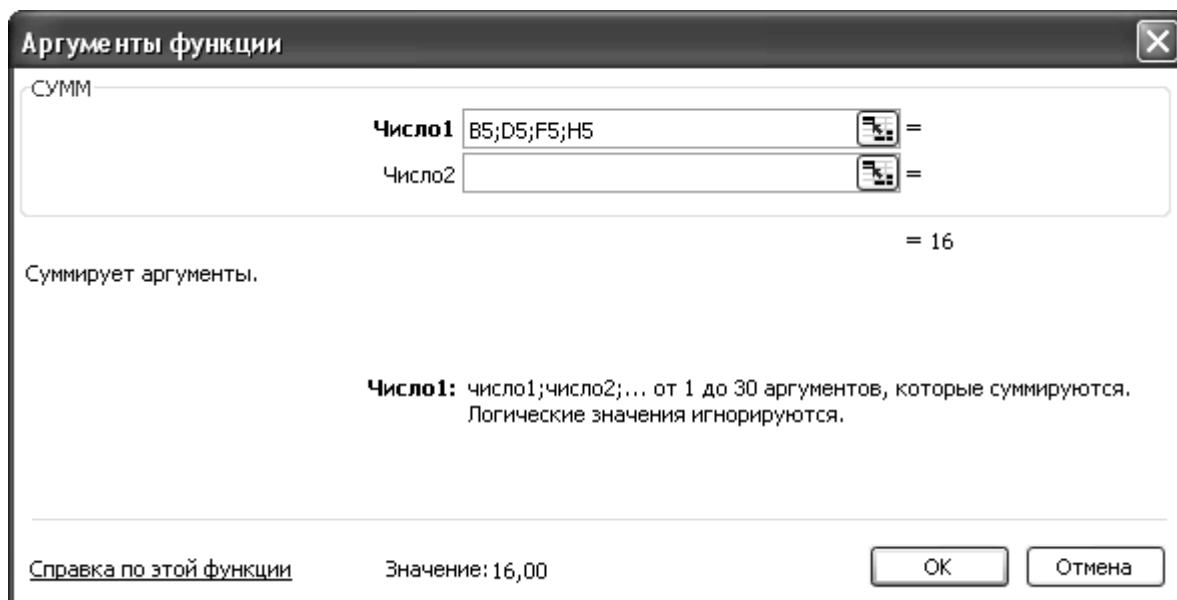 Аргументы функции
СУММ
Число1 B5;D5;F5;H5 =
Число2 =
= 16
Суммирует аргументы.
Число1: число1;число2;... от 1 до 30 аргументов, которые суммируются.
Логические значения игнорируются.
Справка по этой функции Значение: 16,00 ОК Отмена